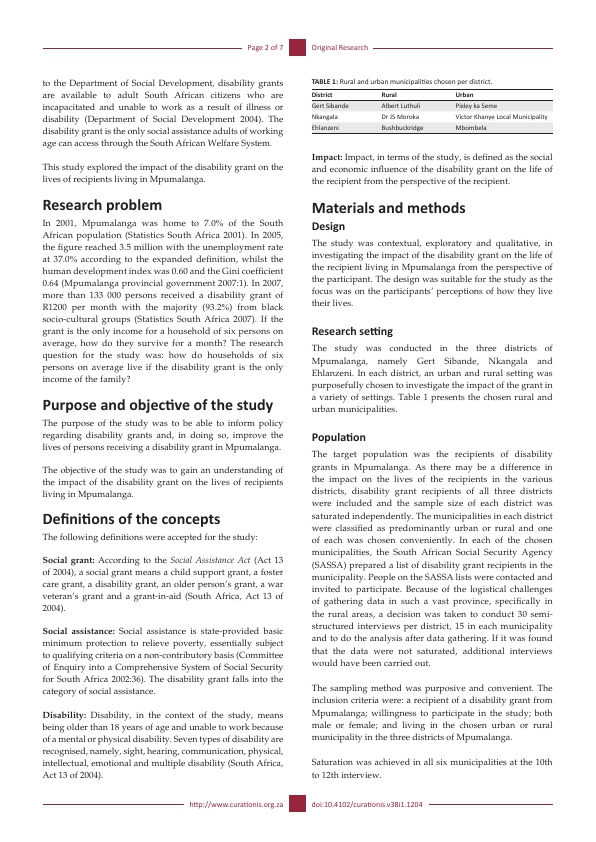 Page 2 of 7
Original Research
to the Department of Social Development, disability grants
are available to adult South African citizens who are
incapacitated and unable to work as a result of illness or
disability (Department of Social Development 2004). The
disability grant is the only social assistance adults of working
age can access through the South African Welfare System.
This study explored the impact of the disability grant on the
lives of recipients living in Mpumalanga.
Research problem
In 2001, Mpumalanga was home to 7.0% of the South
African population (Statistics South Africa 2001). In 2005,
the figure reached 3.5 million with the unemployment rate
at 37.0% according to the expanded definition, whilst the
human development index was 0.60 and the Gini coefficient
0.64 (Mpumalanga provincial government 2007:1). In 2007,
more than 133 000 persons received a disability grant of
R1200 per month with the majority (93.2%) from black
socio-cultural groups (Statistics South Africa 2007). If the
grant is the only income for a household of six persons on
average, how do they survive for a month? The research
question for the study was: how do households of six
persons on average live if the disability grant is the only
income of the family?
Purpose and objective of the study
The purpose of the study was to be able to inform policy
regarding disability grants and, in doing so, improve the
lives of persons receiving a disability grant in Mpumalanga.
The objective of the study was to gain an understanding of
the impact of the disability grant on the lives of recipients
living in Mpumalanga.
Definitions of the concepts
The following definitions were accepted for the study:
Social grant: According to the Social Assistance Act (Act 13
of 2004), a social grant means a child support grant, a foster
care grant, a disability grant, an older person's grant, a war
veteran's grant and a grant-in-aid (South Africa, Act 13 of
2004).
Social assistance: Social assistance is state-provided basic
minimum protection to relieve poverty, essentially subject
to qualifying criteria on a non-contributory basis (Committee
of Enquiry into a Comprehensive System of Social Security
for South Africa 2002:36). The disability grant falls into the
category of social assistance.
Disability: Disability, in the context of the study, means
being older than 18 years of age and unable to work because
of a mental or physical disability. Seven types of disability are
recognised, namely, sight, hearing, communication, physical,
intellectual, emotional and multiple disability (South Africa,
Act 13 of 2004).
TABLE 1: Rural and urban municipalities chosen per district.
District Rural Urban
Gert Sibande Albert Luthuli Pixley ka Seme
Nkangala Dr JS Moroka Victor Khanye Local Municipality
Ehlanzeni Bushbuckridge Mbombela
Impact: Impact, in terms of the study, is defined as the social
and economic influence of the disability grant on the life of
the recipient from the perspective of the recipient.
Materials and methods
Design
The study was contextual, exploratory and qualitative, in
investigating the impact of the disability grant on the life of
the recipient living in Mpumalanga from the perspective of
the participant. The design was suitable for the study as the
focus was on the participants' perceptions of how they live
their lives.
Research setting
The study was conducted in the three districts of
Mpumalanga, namely Gert Sibande, Nkangala and
Ehlanzeni. In each district, an urban and rural setting was
purposefully chosen to investigate the impact of the grant in
a variety of settings. Table 1 presents the chosen rural and
urban municipalities.
Population
The target population was the recipients of disability
grants in Mpumalanga. As there may be a difference in
the impact on the lives of the recipients in the various
districts, disability grant recipients of all three districts
were included and the sample size of each district was
saturated independently. The municipalities in each district
were classified as predominantly urban or rural and one
of each was chosen conveniently. In each of the chosen
municipalities, the South African Social Security Agency
(SASSA) prepared a list of disability grant recipients in the
municipality. People on the SASSA lists were contacted and
invited to participate. Because of the logistical challenges
of gathering data in such a vast province, specifically in
the rural areas, a decision was taken to conduct 30 semi-
structured interviews per district, 15 in each municipality
and to do the analysis after data gathering. If it was found
that the data were not saturated, additional interviews
would have been carried out.
The sampling method was purposive and convenient. The
inclusion criteria were: a recipient of a disability grant from
Mpumalanga; willingness to participate in the study; both
male or female; and living in the chosen urban or rural
municipality in the three districts of Mpumalanga.
Saturation was achieved in all six municipalities at the 10th
to 12th interview.
http://www.curationis.org.za
doi:10.4102/curationis.v38i1.1204